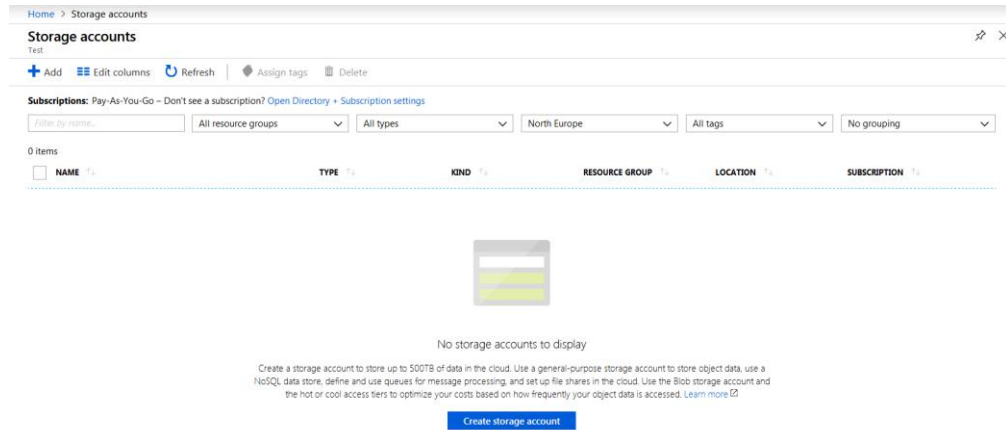 Home > Storage accounts
Storage accounts
Test
Add Edit columns Refresh Assign tags Delete
Subscriptions: Pay-As-You-Go – Don't see a subscription? Open Directory + Subscription settings
Filter by name... All resource groups All types North Europe All tags No grouping
0 items
NAME TYPE KIND RESOURCE GROUP LOCATION SUBSCRIPTION
No storage accounts to display
Create a storage account to store up to 500TB of data in the cloud. Use a general-purpose storage account to store object data, use a
NoSQL data store, define and use queues for message processing, and set up file shares in the cloud. Use the Blob storage account and
the hot or cool access tiers to optimize your costs based on how frequently your object data is accessed. Learn more
Create storage account